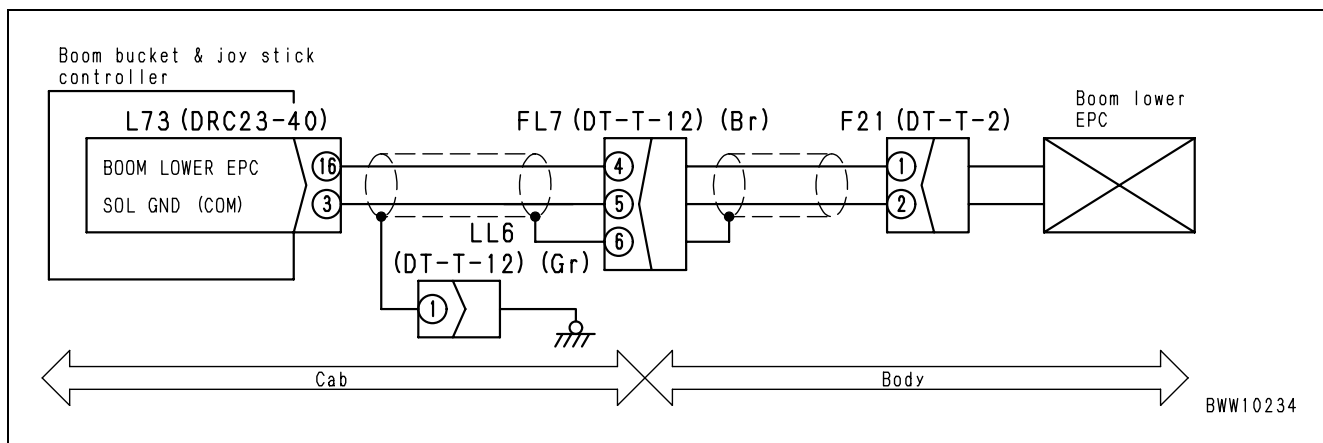 Boom bucket & joy stick
controller
L73 (DRC23-40)
FL7 (DT-T-12) (Br)
F21 (DT-T-2)
Boom lower
EPC
BOOM LOWER EPC
16
4
1
SOL GND (COM)
3
5
2
6
LL6
(DT-T-12) (Gr)
1
Cab
Body
BWW10234